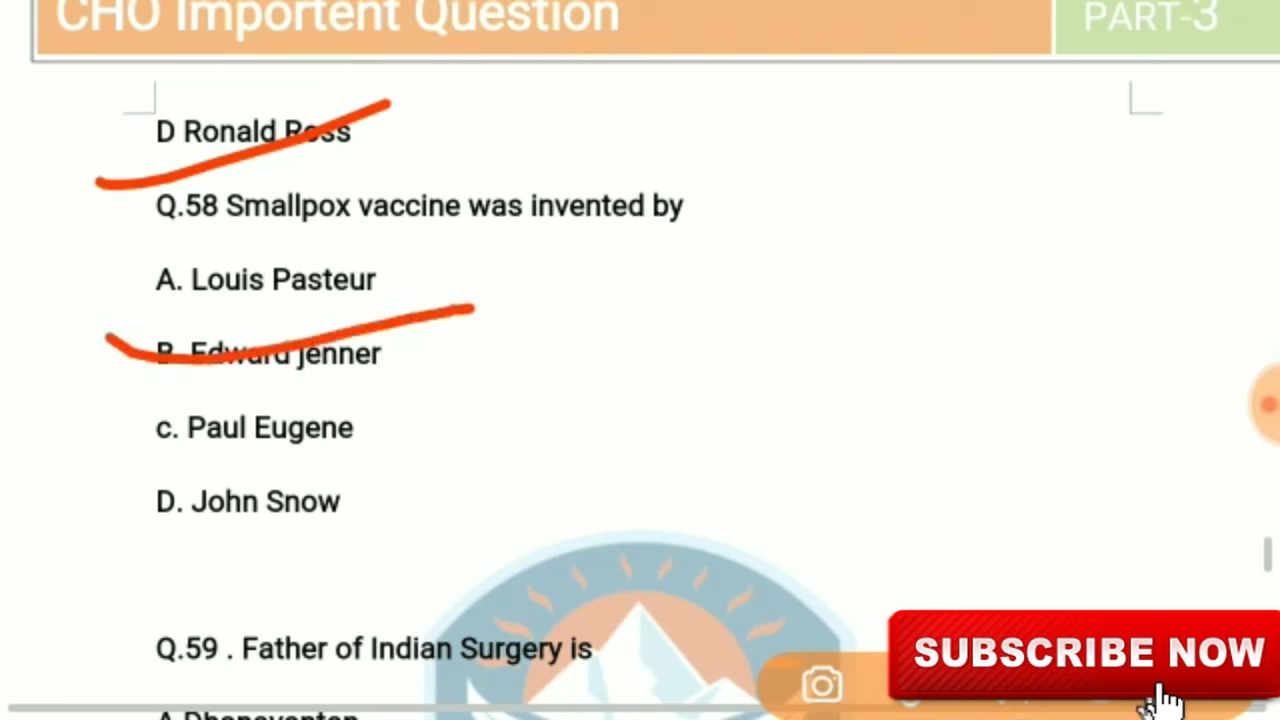 CHO Importent Question
PART-3
D Ronald Ross
Q.58 Smallpox vaccine was invented by
A. Louis Pasteur
B. Edward jenner
c. Paul Eugene
D. John Snow
Q.59 . Father of Indian Surgery is
SUBSCRIBE NOW